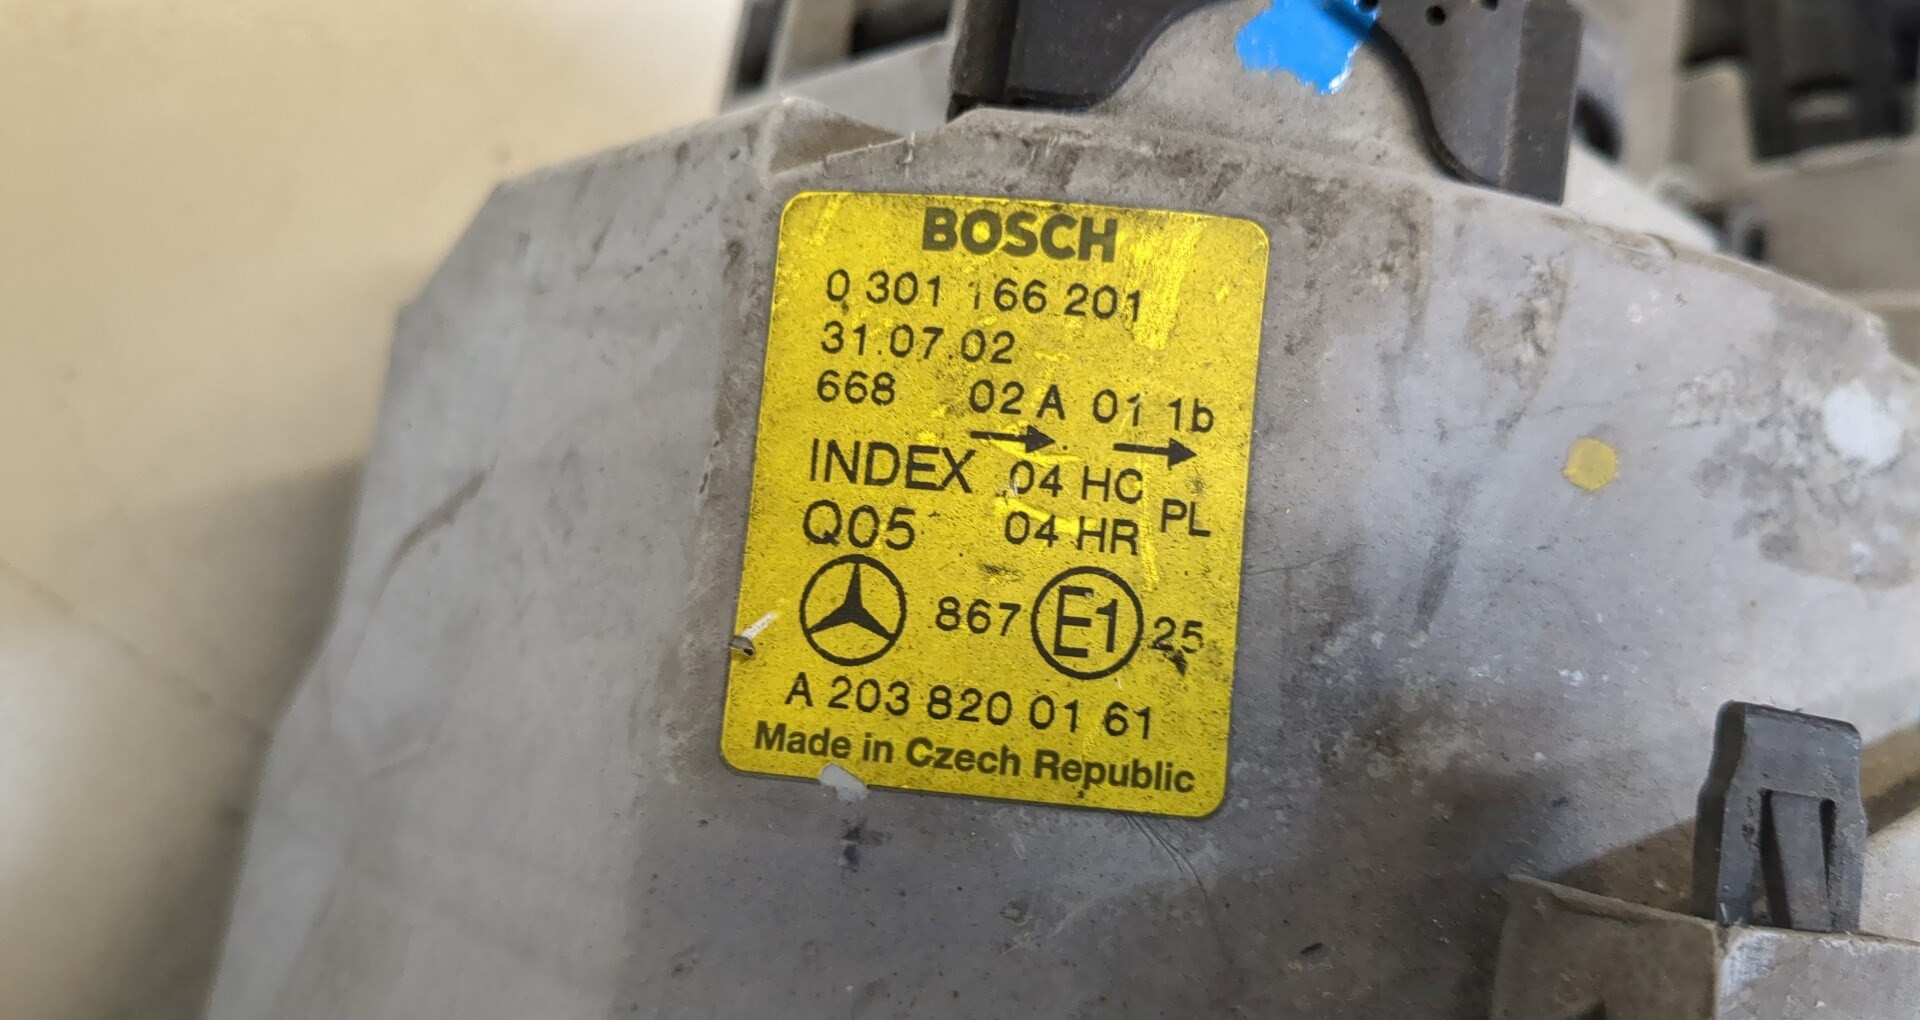 BOSCH
0 301 166 201
31.07.02
668 02 A 01 1b
INDEX 04 HC
Q05 04 HR PL
867 E1 25
A 203 820 01 61
Made in Czech Republic